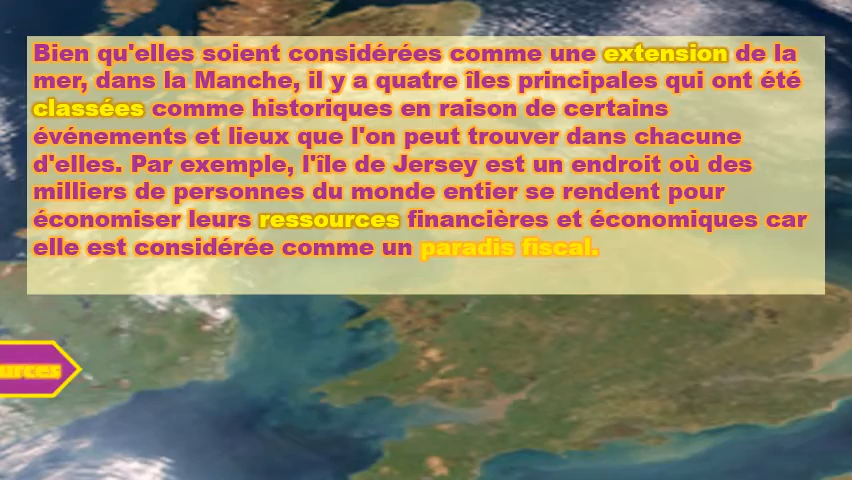 Bien qu'elles soient considérées comme une extension de la
mer, dans la Manche, il y a quatre îles principales qui ont été
classées comme historiques en raison de certains
événements et lieux que l'on peut trouver dans chacune
d'elles. Par exemple, l'île de Jersey est un endroit où des
milliers de personnes du monde entier se rendent pour
économiser leurs ressources financières et économiques car
elle est considérée comme un paradis fiscal.
urces